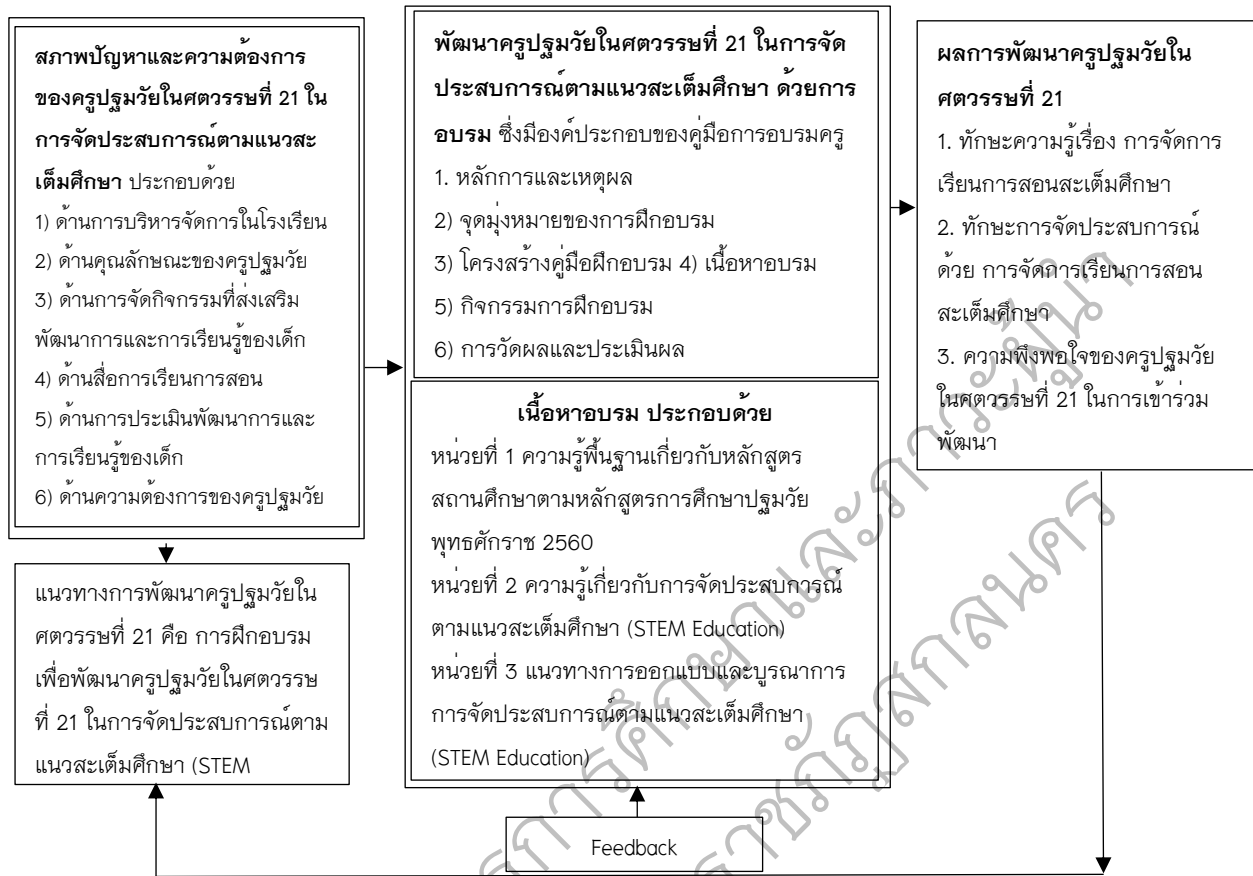 สภาพปัญหาและความต้องการ
ของครูปฐมวัยในศตวรรษที่ 21 ใน
การจัดประสบการณ์ตามแนวสะ
เต็มศึกษา ประกอบด้วย
1) ด้านการบริหารจัดการในโรงเรียน
2) ด้านคุณลักษณะของครูปฐมวัย
3) ด้านการจัดกิจกรรมที่ส่งเสริม
พัฒนาการและการเรียนรู้ของเด็ก
4) ด้านสื่อการเรียนการสอน
5) ด้านการประเมินพัฒนาการและ
การเรียนรู้ของเด็ก
6) ด้านความต้องการของครูปฐมวัย
แนวทางการพัฒนาครูปฐมวัยใน
ศตวรรษที่ 21 คือ การฝึกอบรม
เพื่อพัฒนาครูปฐมวัยในศตวรรษ
ที่ 21 ในการจัดประสบการณ์ตาม
แนวสะเต็มศึกษา (STEM
พัฒนาครูปฐมวัยในศตวรรษที่ 21 ในการจัด
ประสบการณ์ตามแนวสะเต็มศึกษา ด้วยการ
อบรม ซึ่งมีองค์ประกอบของคู่มือการอบรมครู
1. หลักการและเหตุผล
2) จุดมุ่งหมายของการฝึกอบรม
3) โครงสร้างคู่มือฝึกอบรม 4) เนื้อหาอบรม
5) กิจกรรมการฝึกอบรม
6) การวัดผลและประเมินผล
เนื้อหาอบรม ประกอบด้วย
หน่วยที่ 1 ความรู้พื้นฐานเกี่ยวกับหลักสูตร
สถานศึกษาตามหลักสูตรการศึกษาปฐมวัย
พุทธศักราช 2560
หน่วยที่ 2 ความรู้เกี่ยวกับการจัดประสบการณ์
ตามแนวสะเต็มศึกษา (STEM Education)
หน่วยที่ 3 แนวทางการออกแบบและบูรณาการ
การจัดประสบการณ์ตามแนวสะเต็มศึกษา
(STEM Education)
Feedback
ผลการพัฒนาครูปฐมวัยใน
ศตวรรษที่ 21
1. ทักษะความรู้เรื่อง การจัดการ
เรียนการสอนสะเต็มศึกษา
2. ทักษะการจัดประสบการณ์
ด้วย การจัดการเรียนการสอน
สะเต็มศึกษา
3. ความพึงพอใจของครูปฐมวัย
ในศตวรรษที่ 21 ในการเข้าร่วม
พัฒนา
การศึกษาและภาวะผู้นำ
ราชภัฏสกลนคร